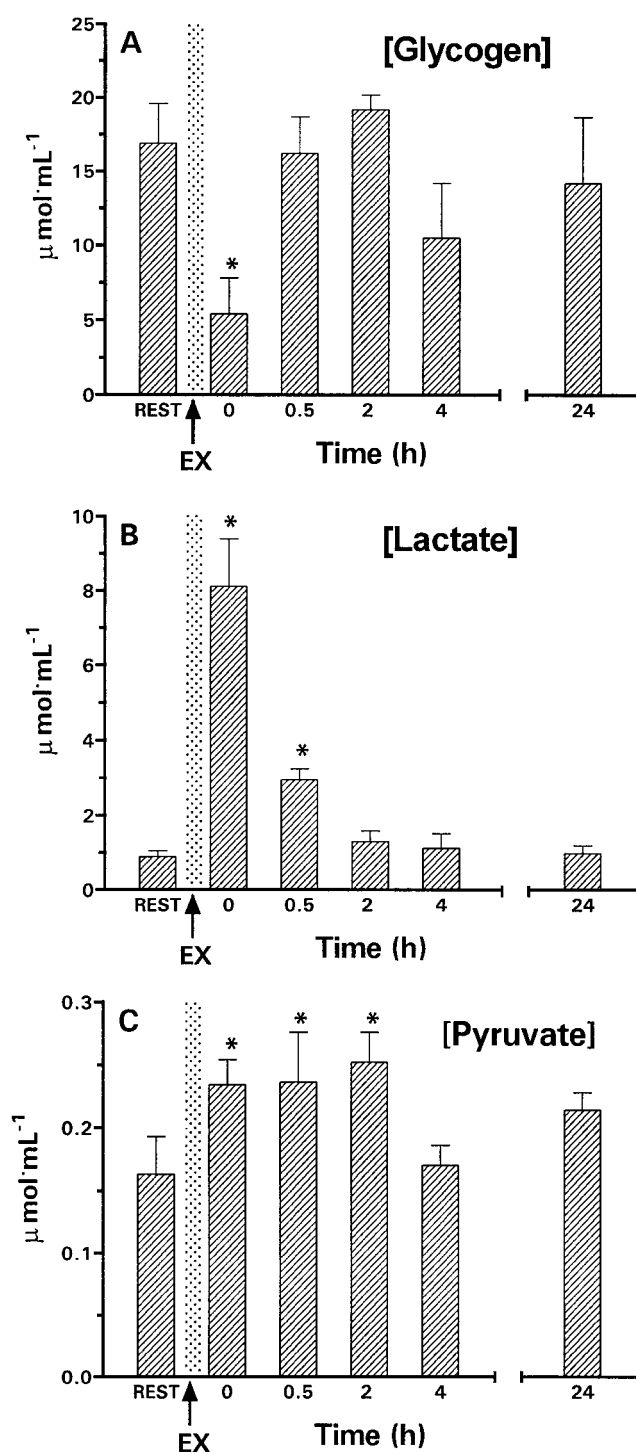 A
[Glycogen]
25
20
15
10
5
0
μmol·mL⁻¹
*
REST 0 0.5 2 4 24
EX
Time (h)
B
[Lactate]
10
8
6
4
2
0
μmol·mL⁻¹
*
*
REST 0 0.5 2 4 24
EX
Time (h)
C
[Pyruvate]
0.3
0.2
0.1
0.0
μmol·mL⁻¹
* * *
REST 0 0.5 2 4 24
EX
Time (h)